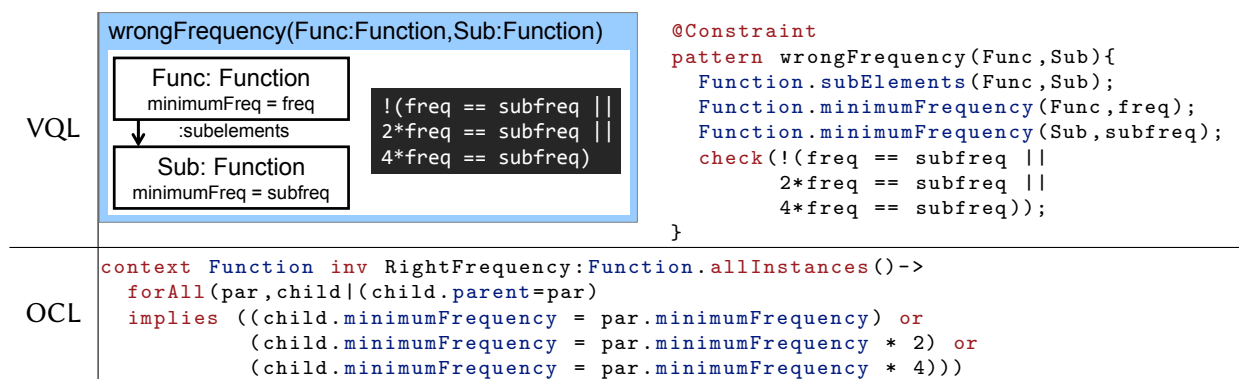 VQL
wrongFrequency(Func:Function,Sub:Function)
Func: Function
minimumFreq = freq
:subelements
Sub: Function
minimumFreq = subfreq
!(freq == subfreq ||
2*freq == subfreq ||
4*freq == subfreq)
@Constraint
pattern wrongFrequency(Func,Sub){
Function.subElements(Func,Sub);
Function.minimumFrequency(Func,freq);
Function.minimumFrequency(Sub,subfreq);
check(!(freq == subfreq ||
2*freq == subfreq ||
4*freq == subfreq));
}
OCL
context Function inv RightFrequency:Function.allInstances()->
forAll(par,child|(child.parent=par)
implies ((child.minimumFrequency = par.minimumFrequency) or
(child.minimumFrequency = par.minimumFrequency * 2) or
(child.minimumFrequency = par.minimumFrequency * 4)))